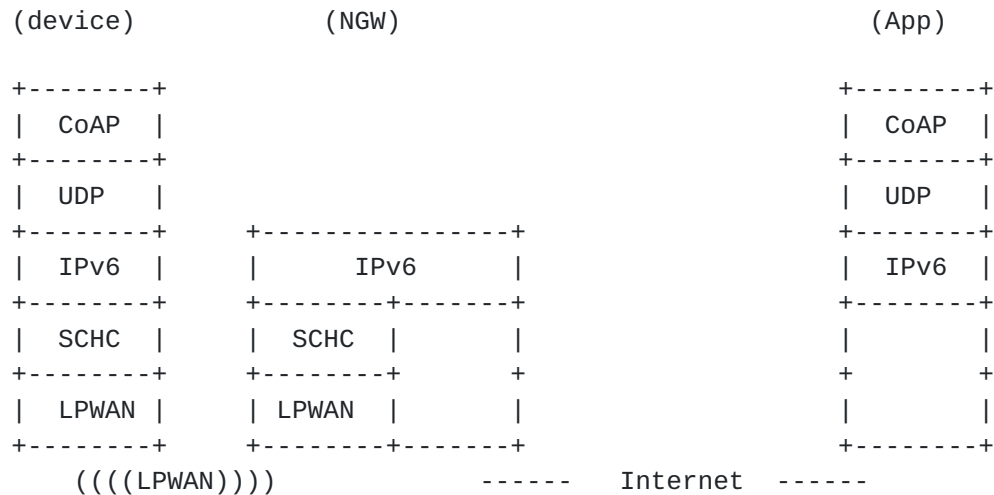 (device) (NGW) (App)
+--------+ +--------+
| CoAP | | CoAP |
+--------+ +--------+
| UDP | | UDP |
+--------+ +----------------+ +--------+
| IPv6 | | IPv6 | | IPv6 |
+--------+ +--------+-------+ +--------+
| SCHC | | SCHC | | | |
+--------+ +--------+ + + +
| LPWAN | | LPWAN | | | |
+--------+ +--------+-------+ +--------+
((((LPWAN)))) ------ Internet ------